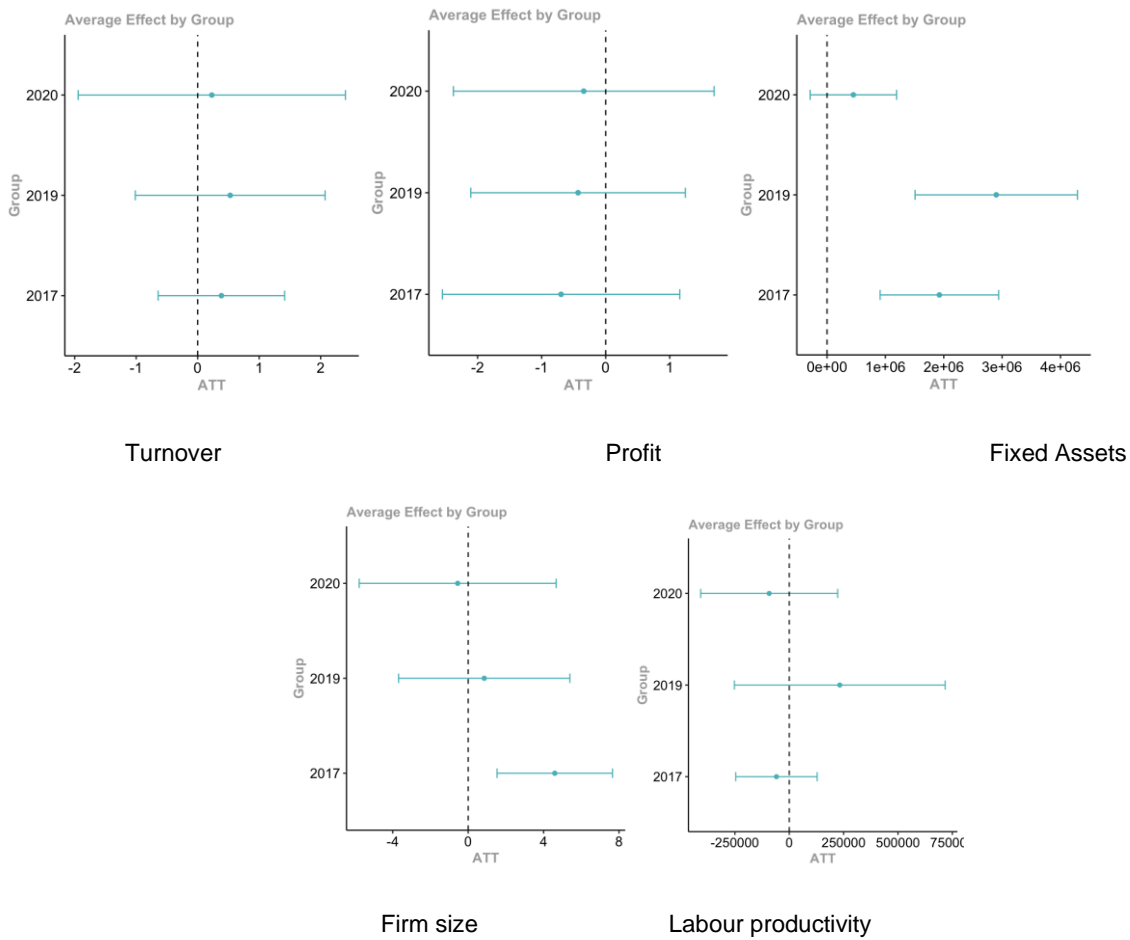 Average Effect by Group
2020
2019
2017
Group
-2 -1 0 1 2
ATT
Average Effect by Group
2020
2019
2017
Group
-2 -1 0 1
ATT
Average Effect by Group
2020
2019
2017
Group
0e+00 1e+06 2e+06 3e+06 4e+06
ATT
Turnover Profit Fixed Assets
Average Effect by Group
2020
2019
2017
Group
-4 0 4 8
ATT
Average Effect by Group
2020
2019
2017
Group
-250000 0 250000 500000
ATT
Firm size Labour productivity